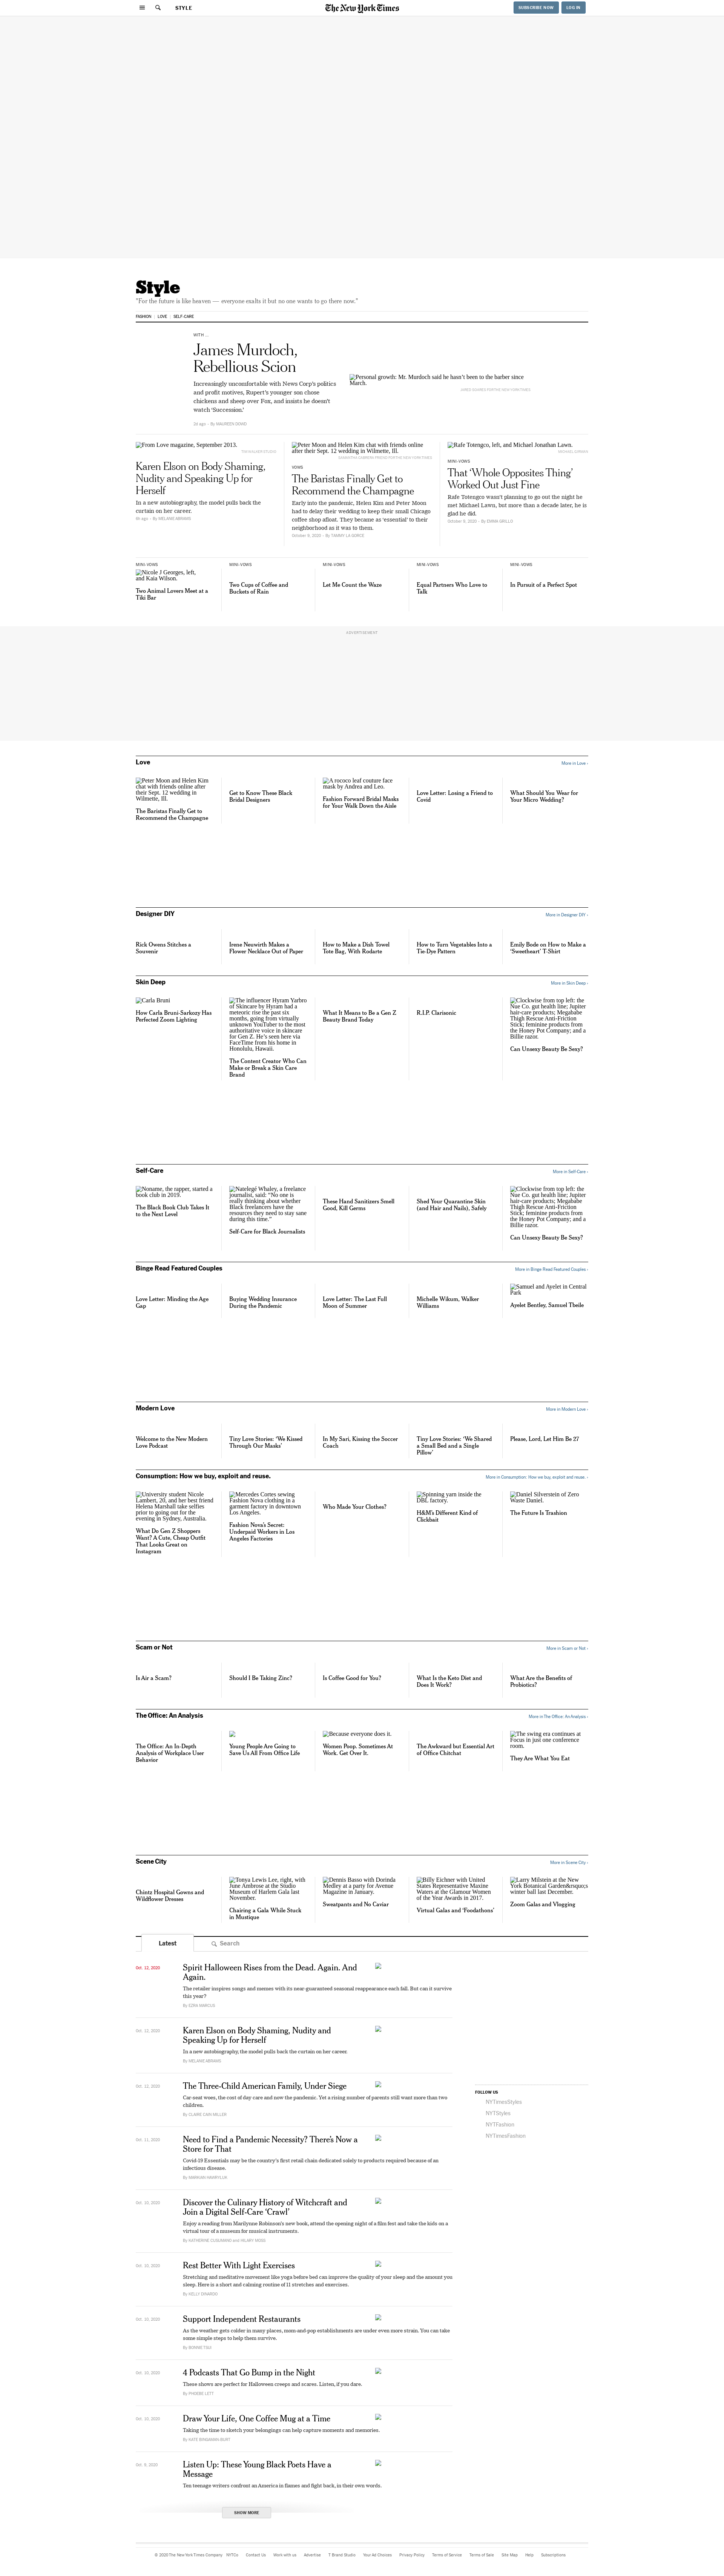 STYLE
The New York Times
SUBSCRIBE NOW
LOG IN
Style
“For the future is like heaven — everyone exalts it but no one wants to go there now.”
FASHION
LOVE
SELF-CARE
WITH ...
James Murdoch,
Rebellious Scion
Increasingly uncomfortable with News Corp’s politics
and profit motives, Rupert’s younger son chose
chickens and sheep over Fox, and insists he doesn’t
watch ‘Succession.’
By MAUREEN DOWD
Personal growth: Mr. Murdoch said he hasn’t been to the barber since
March.
From Love magazine, September 2013.
Karen Elson on Body Shaming,
Nudity and Speaking Up for
Herself
In a new autobiography, the model pulls back the
curtain on her career.
By MELANIE ABRAMS
Peter Moon and Helen Kim chat with friends online
after their Sept. 12 wedding in Wilmette, Ill.
VOWS
The Baristas Finally Get to
Recommend the Champagne
Early into the pandemic, Helen Kim and Peter Moon
had to delay their wedding to keep their small Chicago
coffee shop afloat. They became an ‘essential’ to their
neighborhood as it was to them.
October 9, 2020 - By TAMMY LA GORCE
Rafe Totengco, left, and Michael Jonathan Lawn.
MINI-VOWS
That ‘Whole Opposites Thing’
Worked Out Just Fine
Rafe Totengco wasn’t planning to go out the night he
met Michael Lawn, but more than a decade later, he is
glad he did.
October 9, 2020 - By ERIKA GRILLO
MINI-VOWS
Nicole J Georges, left,
and Kaia Wilson.
Two Animal Lovers Meet at a
Tiki Bar
MINI-VOWS
Two Cups of Coffee and
Buckets of Rain
MINI-VOWS
Let Me Count the Ways
MINI-VOWS
Equal Partners Who Love to
Talk
MINI-VOWS
In Pursuit of a Perfect Spot
ADVERTISEMENT
Love
More in Love ›
Peter Moon and Helen Kim
chat with friends online after
their Sept. 12 wedding in
Wilmette, Ill.
The Baristas Finally Get to
Recommend the Champagne
Get to Know These Black
Bridal Designers
A rococo leaf couture face
mask by Andrea and Leo.
Fashion Forward Bridal Masks
for Your Walk Down the Aisle
Love Letter: Losing a Friend to
Covid
What Should You Wear for
Your Micro Wedding?
Designer DIY
More in Designer DIY ›
Rick Owens Stitches a
Souvenir
Irene Neuwirth Makes a
Flower Necklace Out of Paper
How to Make a Dish Towel
Tote Bag, With Rodarte
How to Turn Vegetables Into a
Tie-Dye Pattern
Emily Bode on How to Make a
‘Sweetheart’ T-Shirt
Skin Deep
More in Skin Deep ›
Carla Bruni
How Carla Bruni-Sarkozy Has
Perfected Zoom Lighting
The influencer Hyram Yarbro
of Skincare by Hyram had a
meteoric rise the past six
months, going from virtually
unknown YouTuber to the most
authoritative voice in skincare
for Gen Z. He’s seen here via
FaceTime from his home in
Honolulu, Hawaii.
The Content Creator Who Can
Make or Break a Skin Care
Brand
What It Means to Be a Gen Z
Beauty Brand Today
R.I.P. Clarisonic
Clockwise from top left: the
Nue Co. gut health line; Jupiter
hair-care products; Megababe
Thigh Rescue Anti-Friction
Stick; feminine products from
the Honey Pot Company; and a
Billie razor.
Can Unsexy Beauty Be Sexy?
Self-Care
More in Self-Care ›
Noname, the rapper, started a
book club in 2019.
The Black Book Club Takes It
to the Next Level
Natelegé Whaley, a freelance
journalist, said: “No one is
really thinking about whether
Black freelancers have the
resources they need to stay sane
during this time.”
Self-Care for Black Journalists
These Hand Sanitizers Smell
Good, Kill Germs
Shed Your Quarantine Skin
(and Hair and Nails), Safely
Clockwise from top left: the
Nue Co. gut health line; Jupiter
hair-care products; Megababe
Thigh Rescue Anti-Friction
Stick; feminine products from
the Honey Pot Company; and a
Billie razor.
Can Unsexy Beauty Be Sexy?
Binge Read Featured Couples
More in Binge Read Featured Couples ›
Love Letter: Minding the Age
Gap
Buying Wedding Insurance
During the Pandemic
Love Letter: The Last Full
Moon of Summer
Michelle Wikum, Walker
Williams
Samuel and Ayelet in Central
Park
Ayelet Bentley, Samuel Theile
Modern Love
More in Modern Love ›
Welcome to the New Modern
Love Podcast
Tiny Love Stories: ‘We Kissed
Through Our Masks’
In My Sari, Kissing the Soccer
Coach
Tiny Love Stories: ‘We Shared
a Small Bed and a Single
Pillow’
Please, Lord, Let Him Be 27
Consumption: How we buy, exploit and reuse.
More in Consumption: How we buy, exploit and reuse. ›
University student Nicole
Lambert, 20, and her best friend
Helena Marshall take selfies
prior to going out for the
evening in Sydney, Australia.
What Do Gen Z Shoppers
Want? A Cute, Cheap Outfit
That Looks Great on
Instagram
Mercedes Cortes sewing
Fashion Nova clothing in a
garment factory in downtown
Los Angeles.
Fashion Nova’s Secret:
Underpaid Workers in Los
Angeles Factories
Who Made Your Clothes?
Spinning yarn inside the
DBL factory.
H&M’s Different Kind of
Clickbait
Daniel Silverstein of Zero
Waste Daniel.
The Future Is Trashion
Scam or Not
More in Scam or Not ›
Is Air a Scam?
Should I Be Taking Zinc?
Is Coffee Good for You?
What Is the Keto Diet and
Does It Work?
What Are the Benefits of
Probiotics?
The Office: An Analysis
More in The Office: An Analysis ›
The Office: An In-Depth
Analysis of Workplace User
Behavior
Young People Are Going to
Save Us All From Office Life
Because everyone does it.
Women Poop. Sometimes At
Work. Get Over It.
The Awkward but Essential Art
of Office Chitchat
The swing era continues at
Focus in just one conference
room.
They Are What You Eat
Scene City
More in Scene City ›
Chintz Hospital Gowns and
Wildflower Dresses
Tonya Lewis Lee, right, with
June Ambrose at the Studio
Museum of Harlem Gala last
November.
Chairing a Gala While Stuck
in Mustique
Dennis Basso with Dorinda
Medley at a party for Avenue
Magazine in January.
Sweatpants and No Caviar
Billy Eichner with United
States Representative Maxine
Waters at the Glamour Women
of the Year Awards in 2017.
Virtual Galas and ‘Foodathons’
Larry Milstein at the New
York Botanical Garden&rsquo;s
winter ball last December.
Zoom Galas and Vlogging
Latest
Search
Oct. 12, 2020
Spirit Halloween Rises from the Dead. Again. And
Again.
The retailer inspires songs and memes with its near-guaranteed seasonal reappearance each fall. But can it survive
this year?
By EZRA MARCUS
Oct. 12, 2020
Karen Elson on Body Shaming, Nudity and
Speaking Up for Herself
In a new autobiography, the model pulls back the curtain on her career.
By MELANIE ABRAMS
Oct. 12, 2020
The Three-Child American Family, Under Siege
Car-seat woes, the cost of day care and now the pandemic. Yet a rising number of parents still want more than two
children.
By CLAIRE CAIN MILLER
Oct. 11, 2020
Need to Find a Pandemic Necessity? There’s Now a
Store for That
Covid-19 Essentials may be the country’s first retail chain dedicated solely to products required because of an
infectious disease.
By MARIAM HAMROLIA
Oct. 10, 2020
Discover the Culinary History of Witchcraft and
Join a Digital Self-Care ‘Crawl’
Enjoy a reading from Marilynne Robinson’s new book, attend the opening night of a film fest and take the kids on a
virtual tour of a museum for musical instruments.
By KATHERINE CUSUMANO and HILARY MOSS
Oct. 10, 2020
Rest Better With Light Exercises
Stretching and meditative movement like yoga before bed can improve the quality of your sleep and the amount you
sleep. Here is a short and calming routine of 11 stretches and exercises.
By KELLY DINARDO
Oct. 10, 2020
Support Independent Restaurants
As the weather gets colder in many places, mom-and-pop establishments are under even more strain. You can take
some simple steps to help them survive.
By BONNIE TSUI
Oct. 10, 2020
4 Podcasts That Go Bump in the Night
These shows are perfect for Halloween creeps and scares. Listen, if you dare.
By PHOEBE LETT
Oct. 10, 2020
Draw Your Life, One Coffee Mug at a Time
Taking the time to sketch your belongings can help capture moments and memories.
Oct. 9, 2020
Listen Up: These Young Black Poets Have a
Message
Ten teenage writers confront an America in flames and fight back, in their own words.
SHOW MORE
FOLLOW US
NYTimesStyles
NYTStyles
NYTFashion
NYTimesFashion
© 2020 The New York Times Company
NYTCo
Contact Us
Work with us
Advertise
T Brand Studio
Your Ad Choices
Privacy Policy
Terms of Service
Terms of Sale
Site Map
Help
Subscriptions